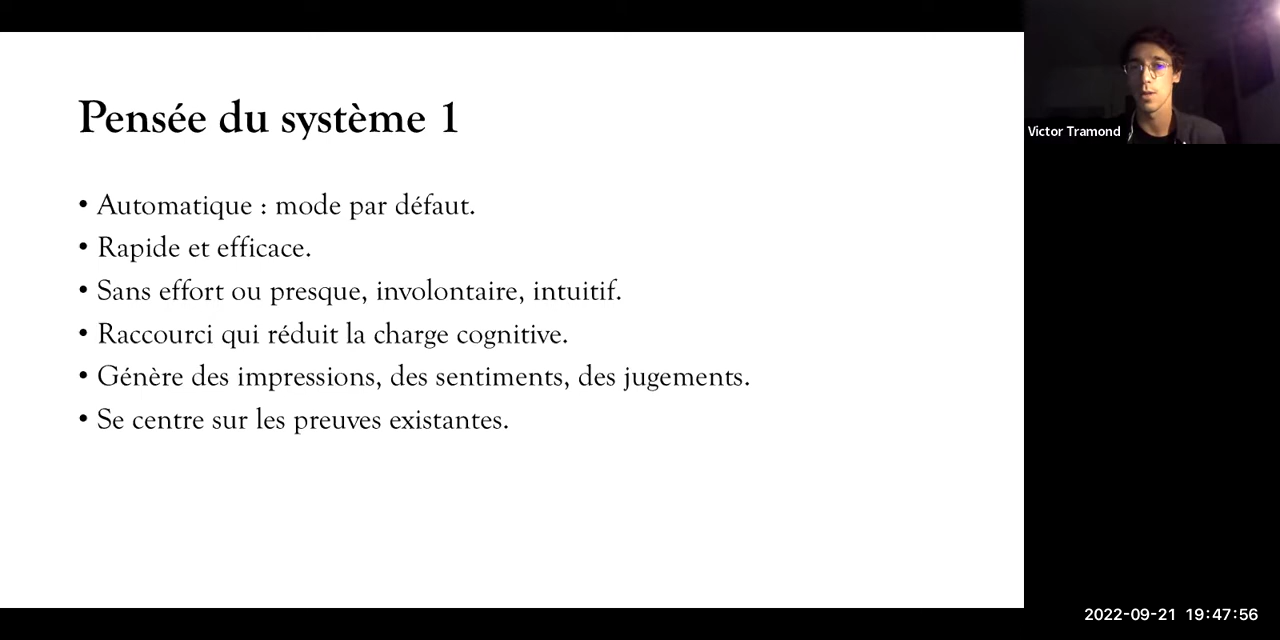 Pensée du système 1
• Automatique : mode par défaut.
• Rapide et efficace.
• Sans effort ou presque, involontaire, intuitif.
• Raccourci qui réduit la charge cognitive.
• Génère des impressions, des sentiments, des jugements.
• Se centre sur les preuves existantes.
Victor Tramond
2022-09-21 19:47:56